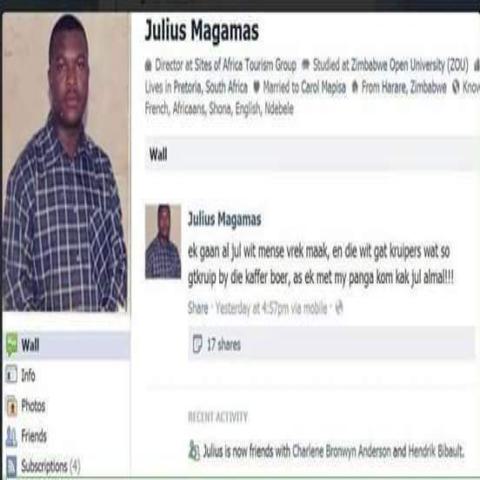 Julius Magamas
Director at Sites of Africa Tourism Group Studied at Zimbabwe Open University (ZOU)
Lives in Pretoria, South Africa Married to Carol Mapisa From Harare, Zimbabwe Know
French, Africaans, Shona, English, Ndebele
Wall
Julius Magamas
ek gaan al jul wit mense vrek maak, en die wit gat kruipers wat so
gtkruip by die kaffer boer, as ek met my panga kom kak jul almal!!!
Share · Yesterday at 4:57pm via mobile ·
17 shares
Wall
Info
Photos
Friends
Subscriptions (4)
RECENT ACTIVITY
Julius is now friends with Charlene Bronwyn Anderson and Hendrik Bibault.